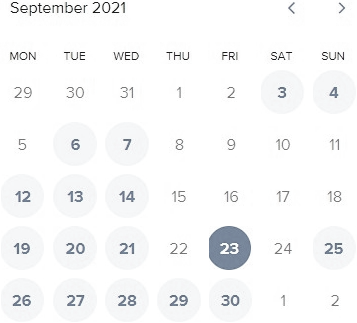 September 2021
MON TUE WED THU FRI SAT SUN
29 30 31 1 2 3 4
5 6 7 8 9 10 11
12 13 14 15 16 17 18
19 20 21 22 23 24 25
26 27 28 29 30 1 2